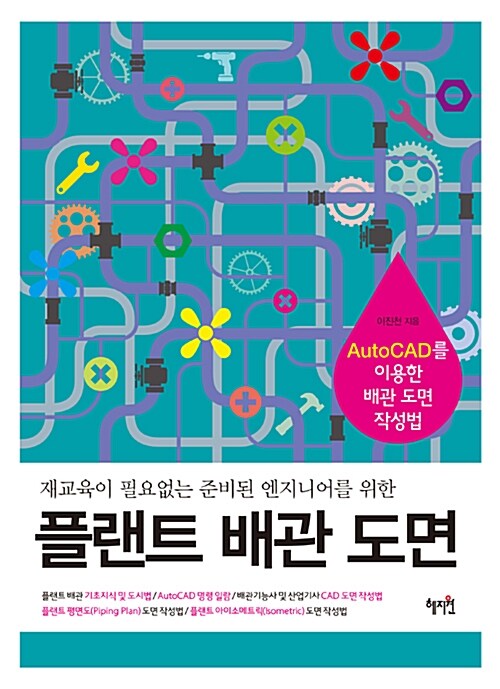 이진천 지음
AutoCAD를
이용한
배관 도면
작성법
재교육이 필요없는 준비된 엔지니어를 위한
플랜트 배관 도면
플랜트 배관 기초지식 및 도시법 / AutoCAD 명령 일람 / 배관기능사 및 산업기사 CAD 도면 작성법
플랜트 평면도(Piping Plan) 도면 작성법 / 플랜트 아이소메트릭(Isometric) 도면 작성법
혜지원